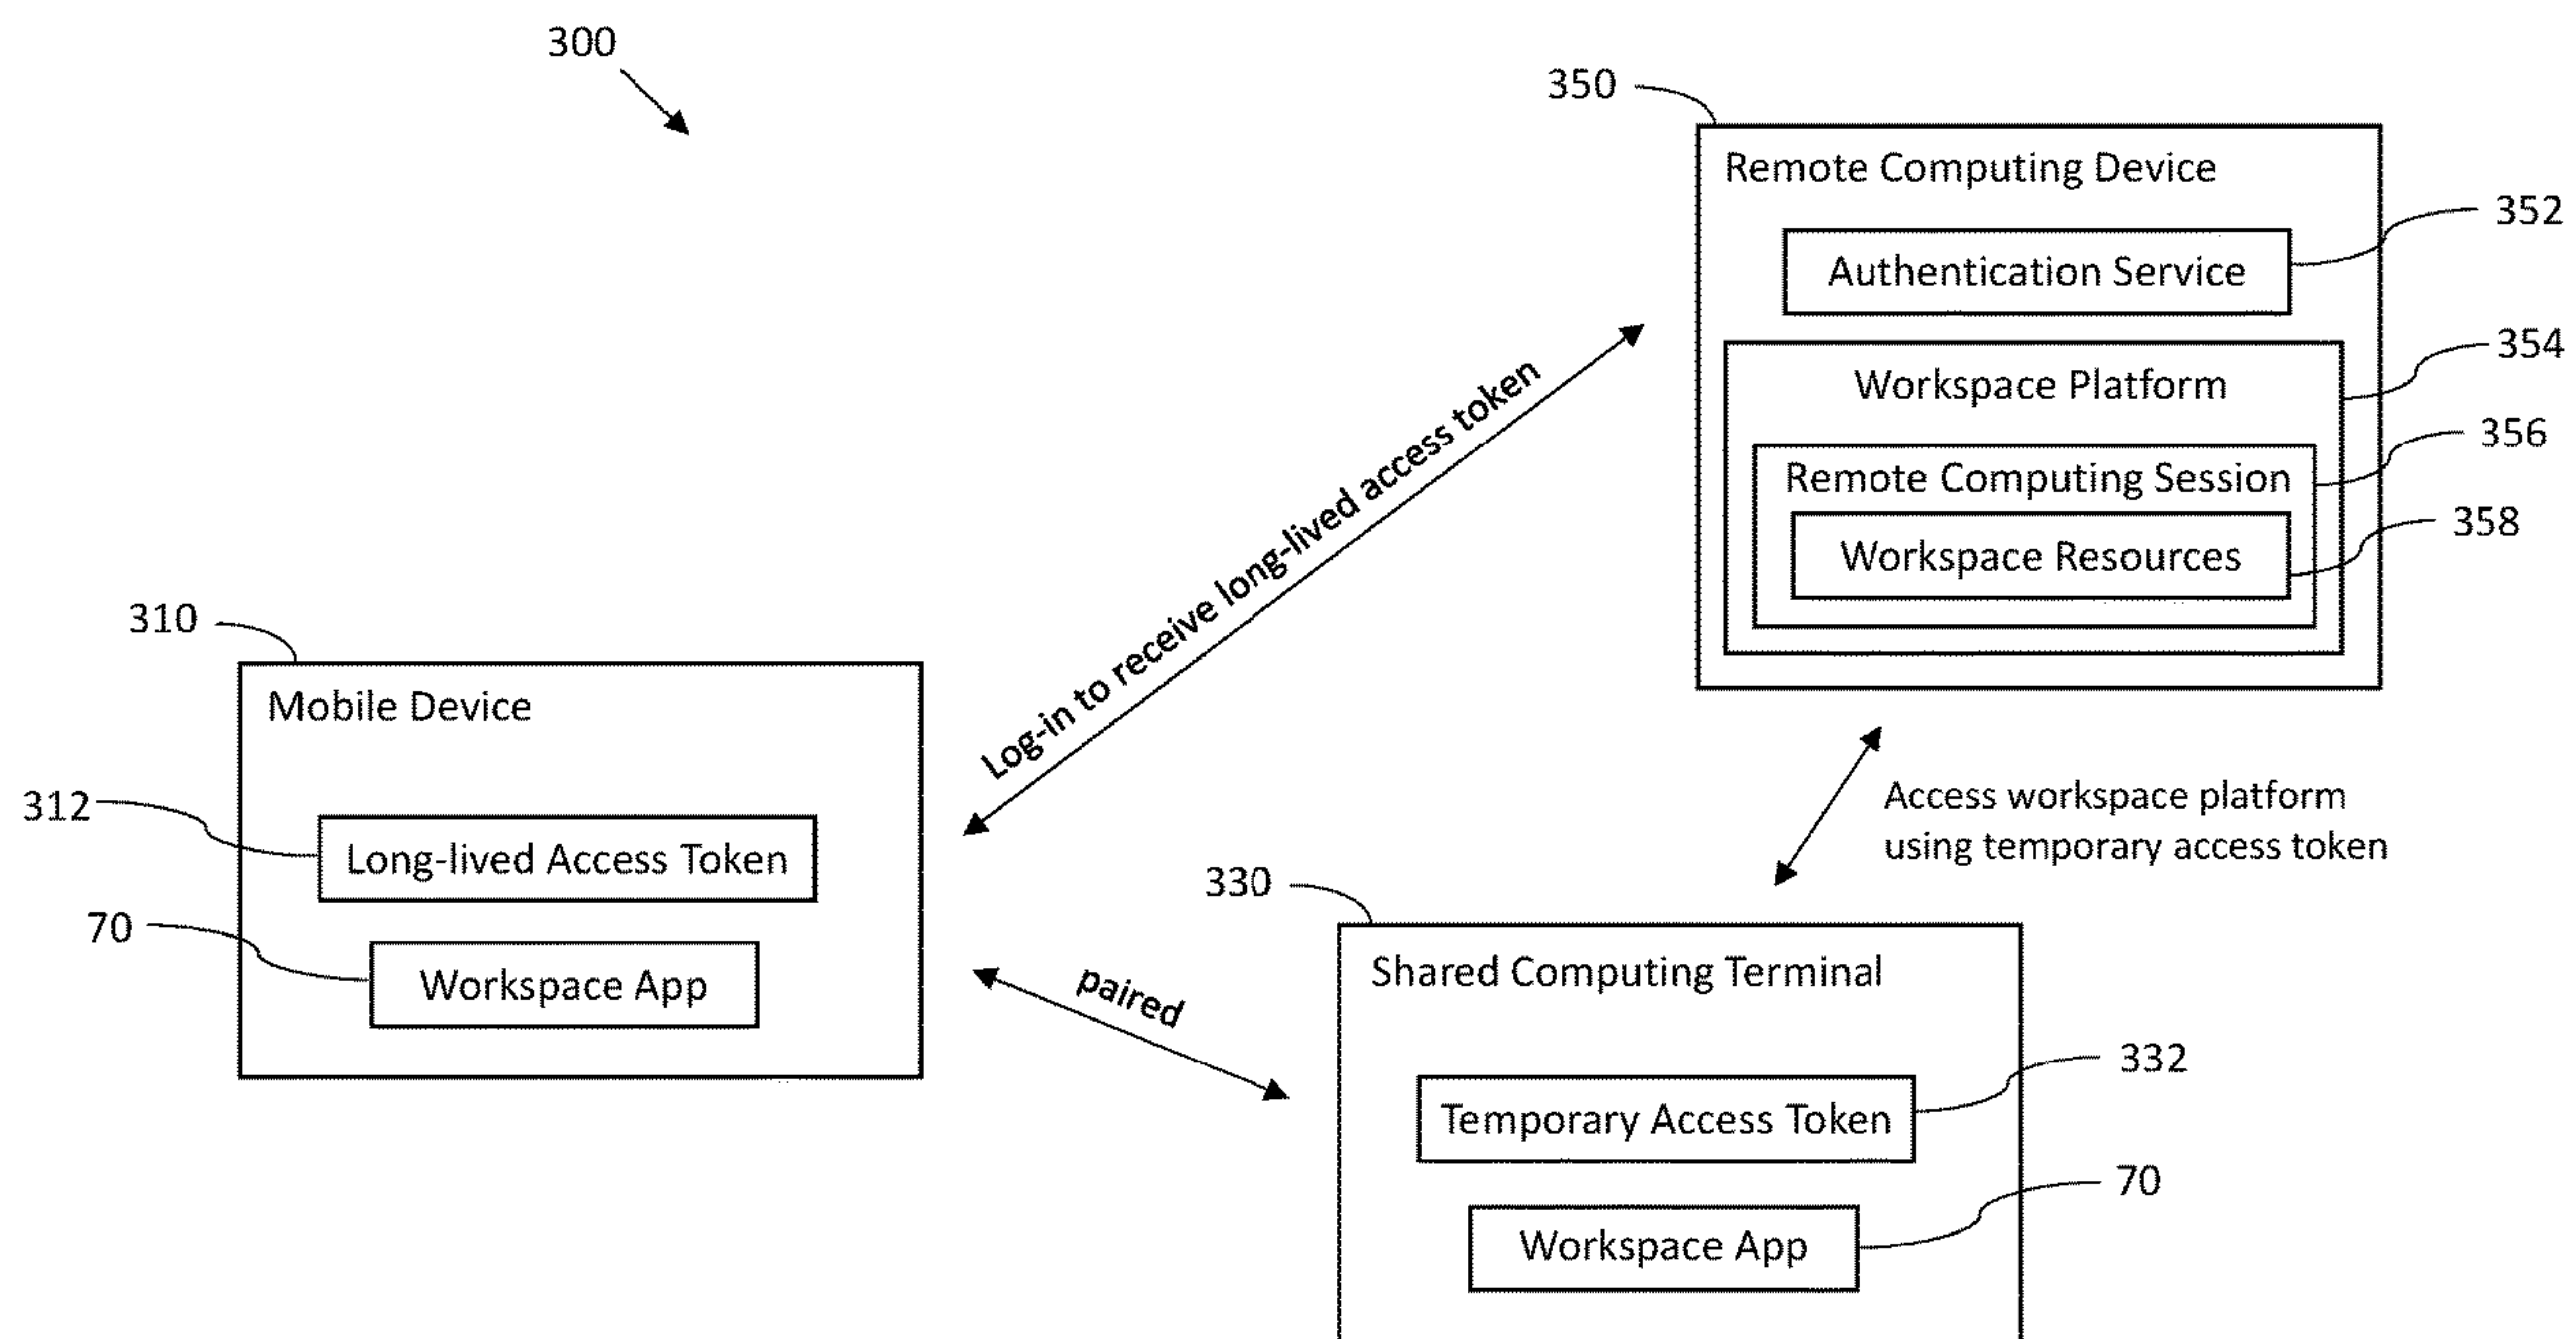 300
350
Remote Computing Device
352
Authentication Service
354
Workspace Platform
356
Remote Computing Session
358
Workspace Resources
Log-in to receive long-lived access token
310
Mobile Device
312
Long-lived Access Token
70
Workspace App
Access workspace platform
using temporary access token
paired
330
Shared Computing Terminal
332
Temporary Access Token
70
Workspace App